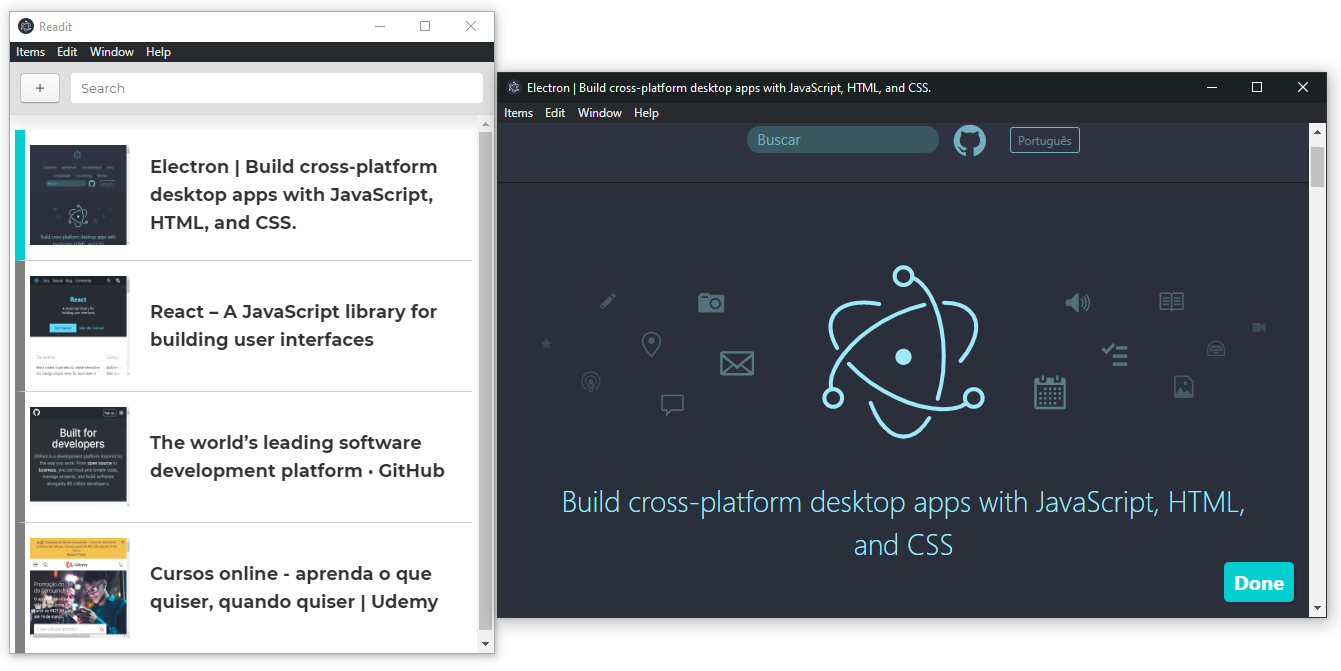 Readit
Items Edit Window Help
+
Search
Electron | Build cross-platform
desktop apps with JavaScript,
HTML, and CSS.
React
React – A JavaScript library for
building user interfaces
Built for
developers
The world’s leading software
development platform · GitHub
Udemy
Cursos online - aprenda o que
quiser, quando quiser | Udemy
Electron | Build cross-platform desktop apps with JavaScript, HTML, and CSS.
Items Edit Window Help
Buscar
Português
Build cross-platform desktop apps with JavaScript, HTML,
and CSS
Done